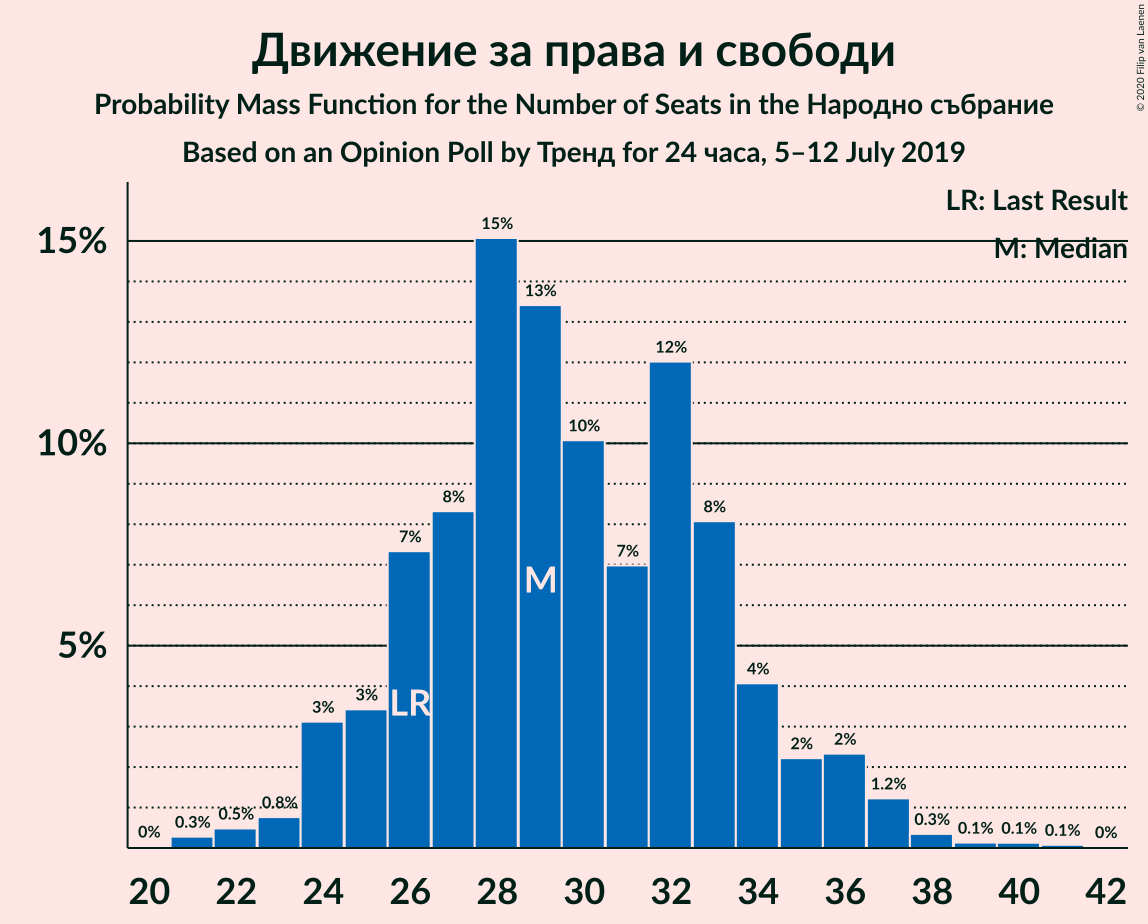 Движение за права и свободи
Probability Mass Function for the Number of Seats in the Народно събрание
Based on an Opinion Poll by Тренд for 24 часа, 5–12 July 2019
© 2020 Filip van Laenen
LR: Last Result
M: Median
15%
10%
5%
0%
0.3%
0.5%
0.8%
3%
3%
7%
8%
15%
13%
10%
7%
12%
8%
4%
2%
2%
1.2%
0.3%
0.1%
0.1%
0.1%
0%
LR
M
20 22 24 26 28 30 32 34 36 38 40 42